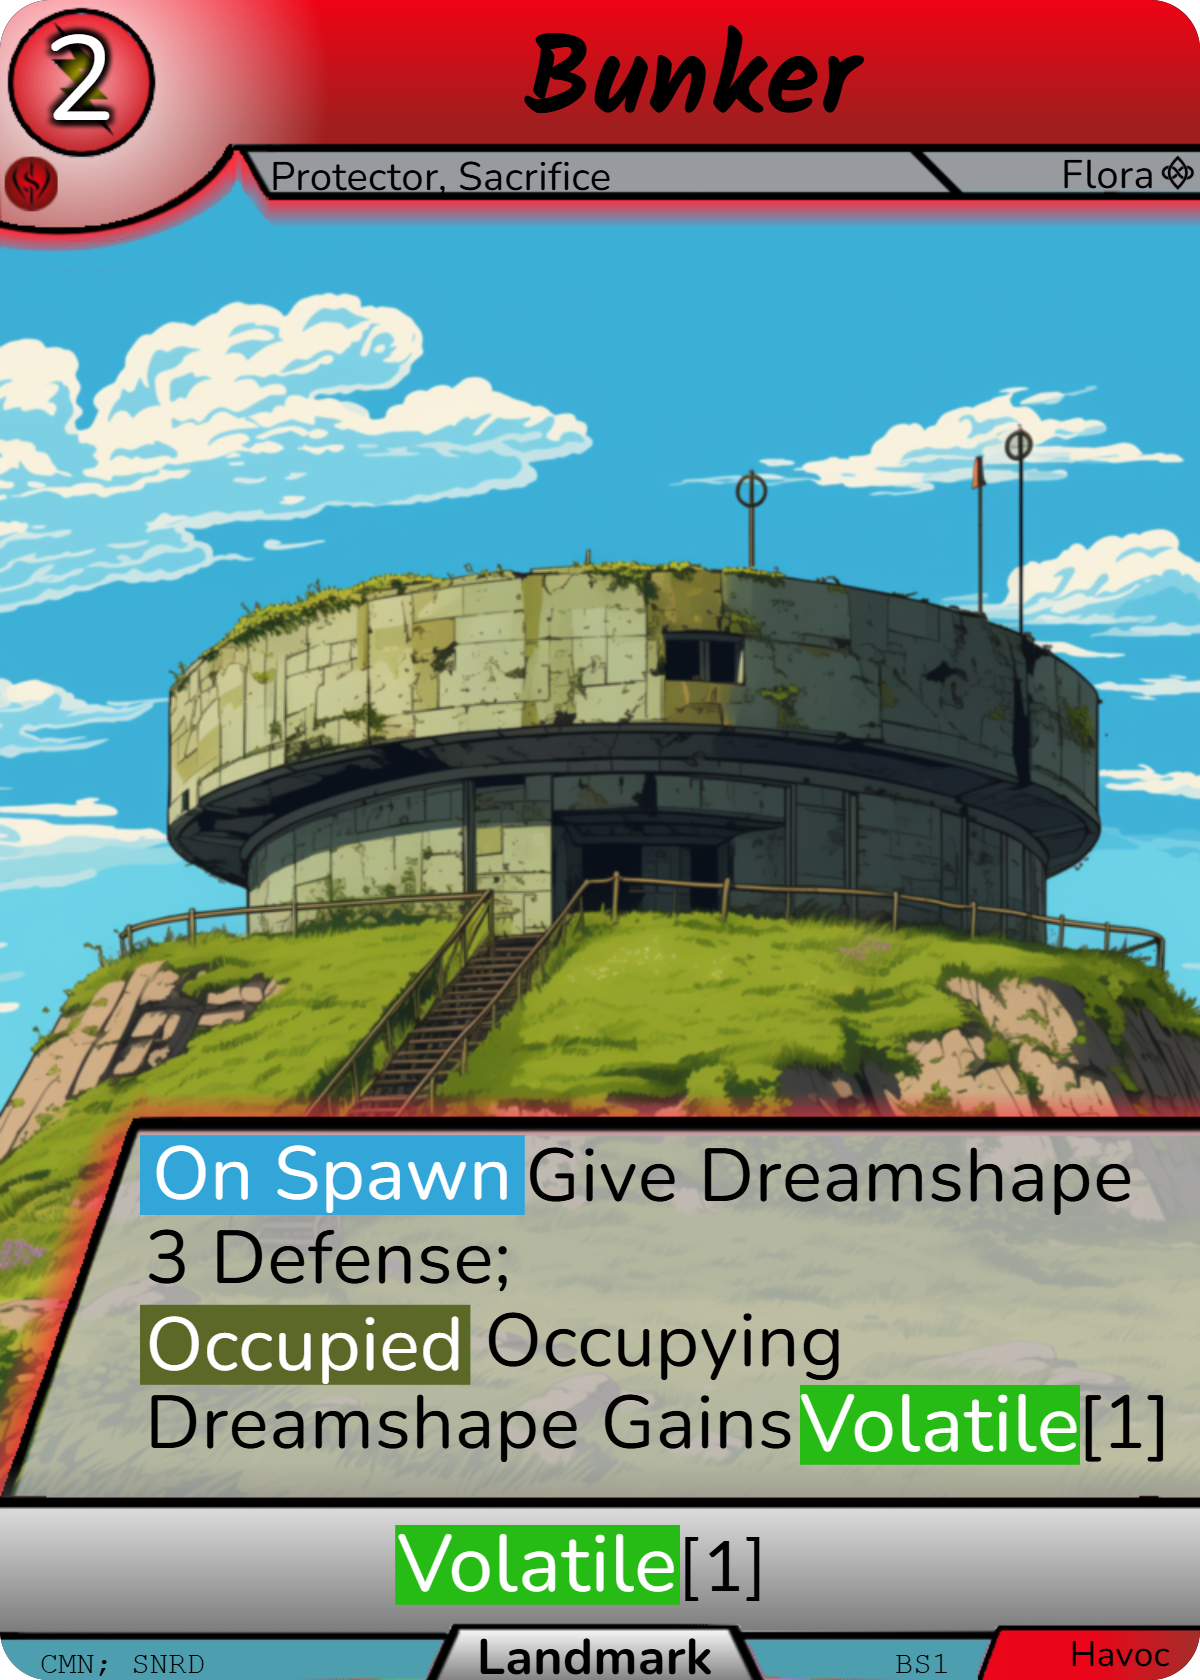 2
Bunker
Protector, Sacrifice
Flora
On Spawn Give Dreamshape
3 Defense;
Occupied Occupying
Dreamshape Gains Volatile[1]
Volatile[1]
CMN; SNRD
Landmark
BS1
Havoc